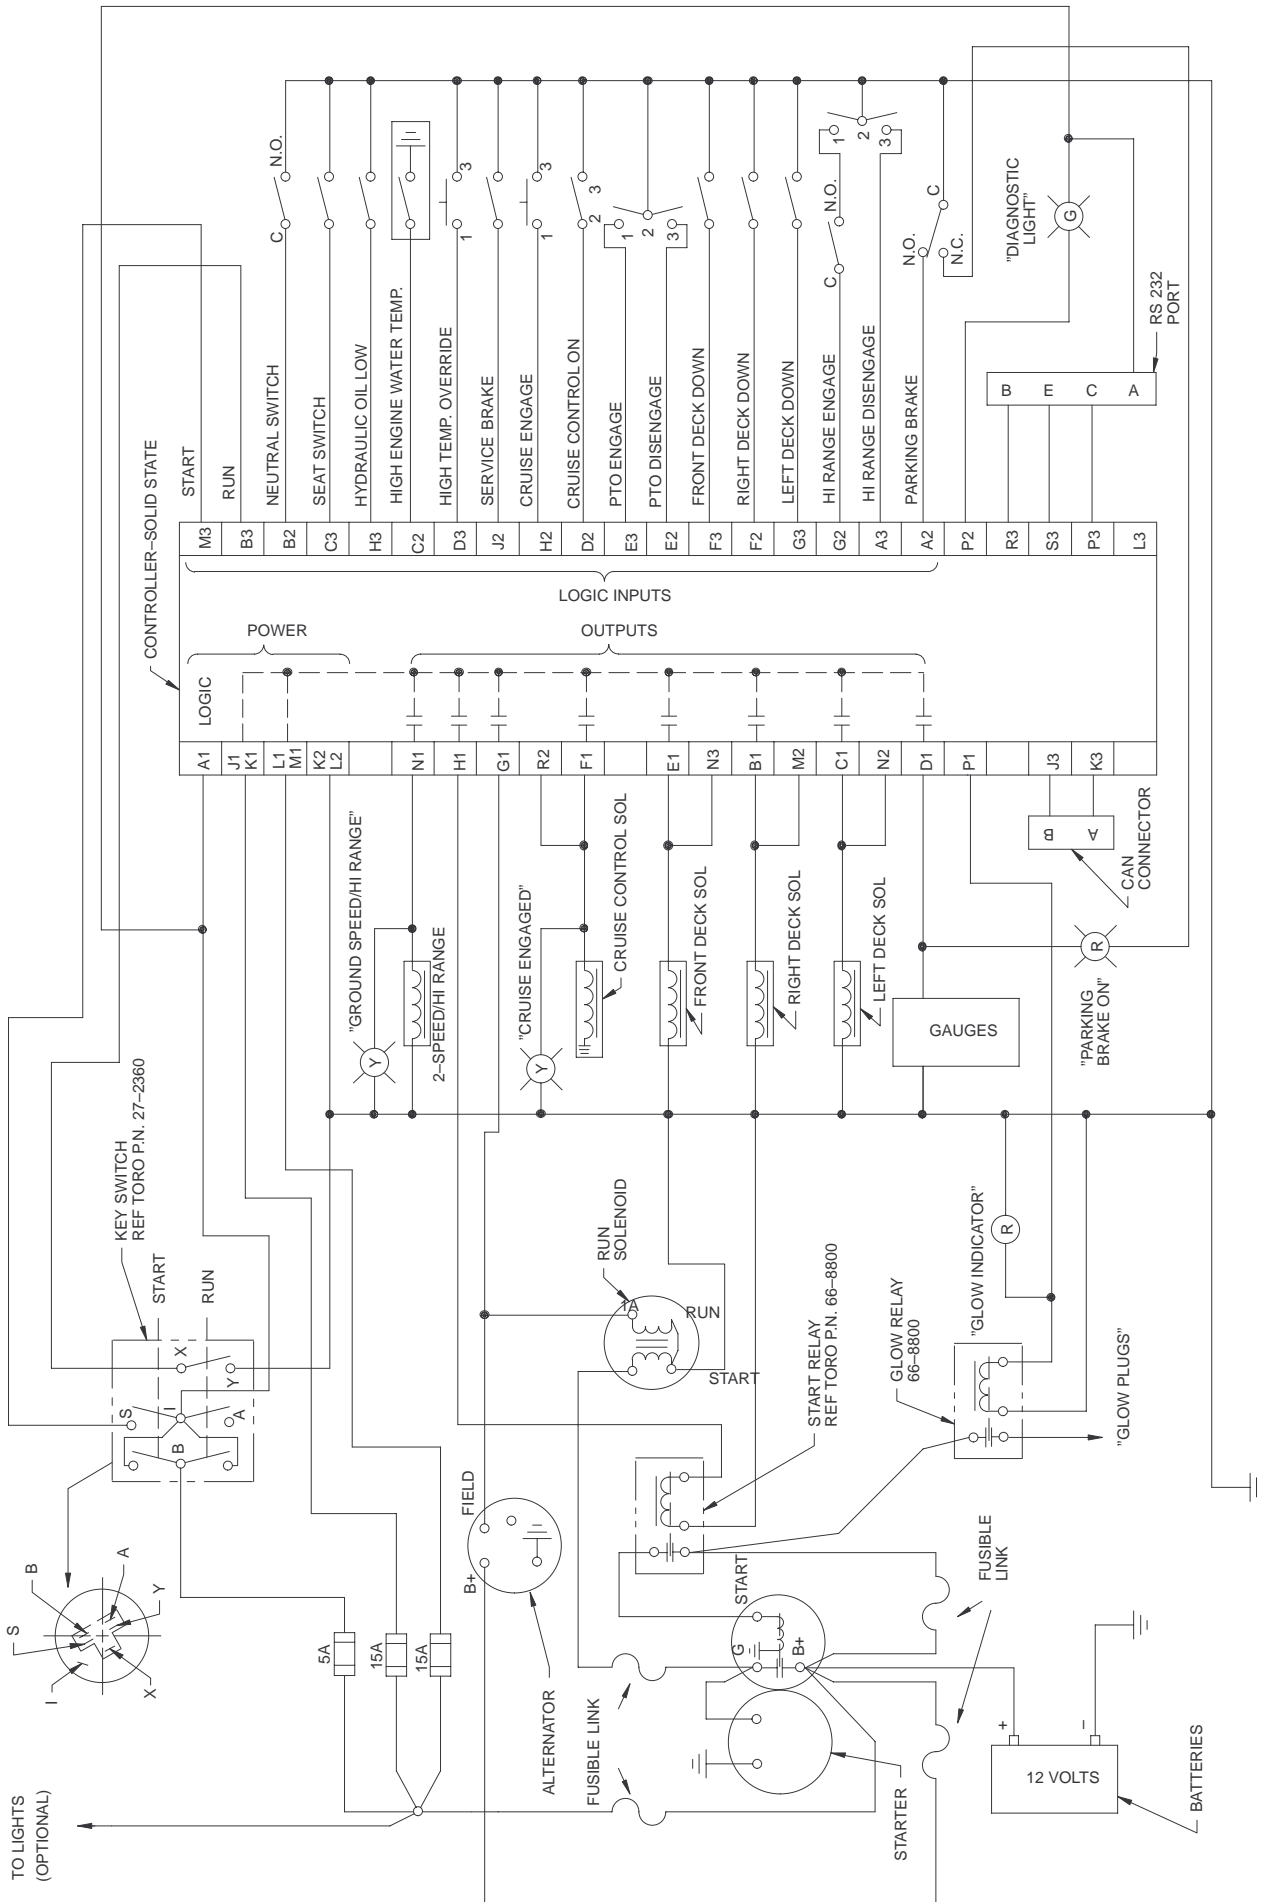 CONTROLLER–SOLID STATE
START
RUN
NEUTRAL SWITCH
SEAT SWITCH
HYDRAULIC OIL LOW
HIGH ENGINE WATER TEMP.
HIGH TEMP. OVERRIDE
SERVICE BRAKE
CRUISE ENGAGE
CRUISE CONTROL ON
PTO ENGAGE
PTO DISENGAGE
FRONT DECK DOWN
RIGHT DECK DOWN
LEFT DECK DOWN
HI RANGE ENGAGE
HI RANGE DISENGAGE
PARKING BRAKE
C
N.O.
1
3
1
3
2
3
1
2
3
C
N.O.
1
2
3
N.O.
N.C.
C
"DIAGNOSTIC
LIGHT"
G
RS 232
PORT
B
E
C
A
M3
B3
B2
C3
H3
C2
D3
J2
H2
D2
E3
E2
F3
F2
G3
G2
A3
A2
P2
R3
S3
P3
L3
LOGIC INPUTS
LOGIC
POWER
OUTPUTS
A1
J1
K1
L1
M1
K2
L2
N1
H1
G1
R2
F1
E1
N3
B1
M2
C1
N2
D1
P1
J3
K3
B
A
CAN
CONNECTOR
"GROUND SPEED/HI RANGE"
Y
2–SPEED/HI RANGE
"CRUISE ENGAGED"
Y
CRUISE CONTROL SOL
FRONT DECK SOL
RIGHT DECK SOL
LEFT DECK SOL
GAUGES
R
"PARKING
BRAKE ON"
KEY SWITCH
REF TORO P.N. 27–2360
START
RUN
X
Y
S
I
A
B
RUN
SOLENOID
1A
RUN
START
START RELAY
REF TORO P.N. 66–8800
GLOW RELAY
66–8800
"GLOW INDICATOR"
R
"GLOW PLUGS"
S
B
A
Y
X
I
5A
15A
15A
FIELD
B+
ALTERNATOR
FUSIBLE LINK
START
G
B+
STARTER
FUSIBLE
LINK
+
–
12 VOLTS
BATTERIES
TO LIGHTS
(OPTIONAL)